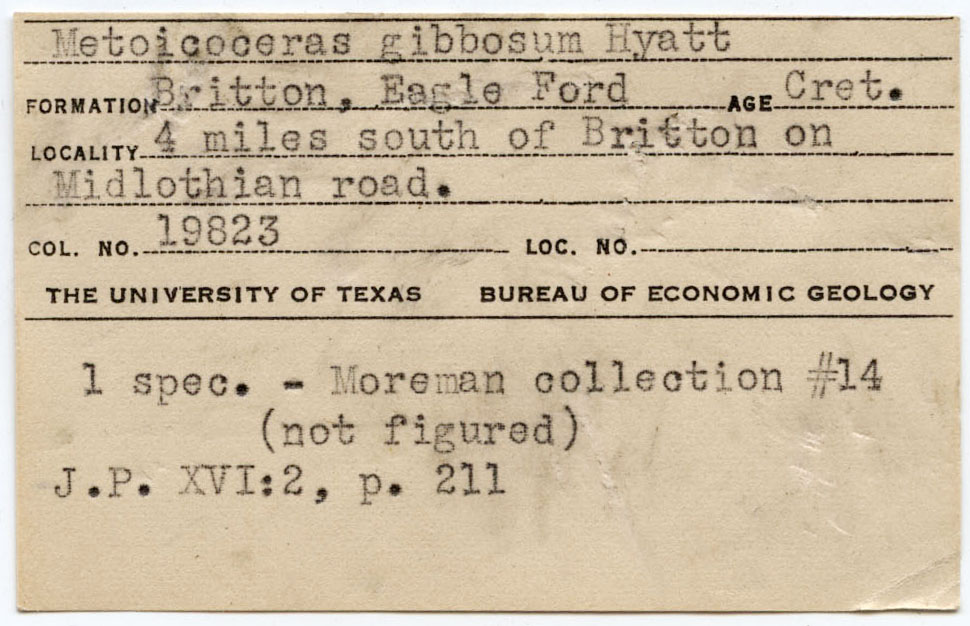 Metoicoceras gibbosum Hyatt
FORMATION Britton, Eagle Ford AGE Cret.
LOCALITY 4 miles south of Britton on
Midlothian road.
COL. NO. 19823 LOC. NO.
THE UNIVERSITY OF TEXAS BUREAU OF ECONOMIC GEOLOGY
1 spec. - Moreman collection #14
(not figured)
J.P. XVI:2, p. 211